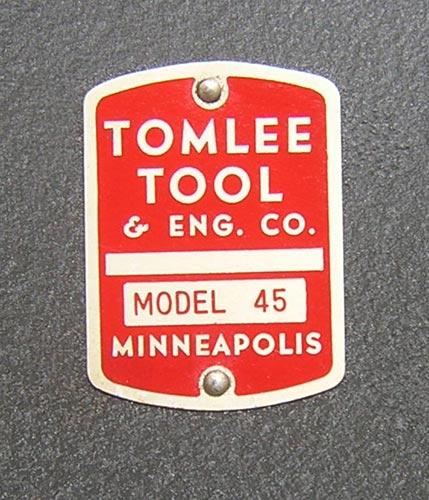 TOMLEE
TOOL
& ENG. CO.
MODEL 45
MINNEAPOLIS